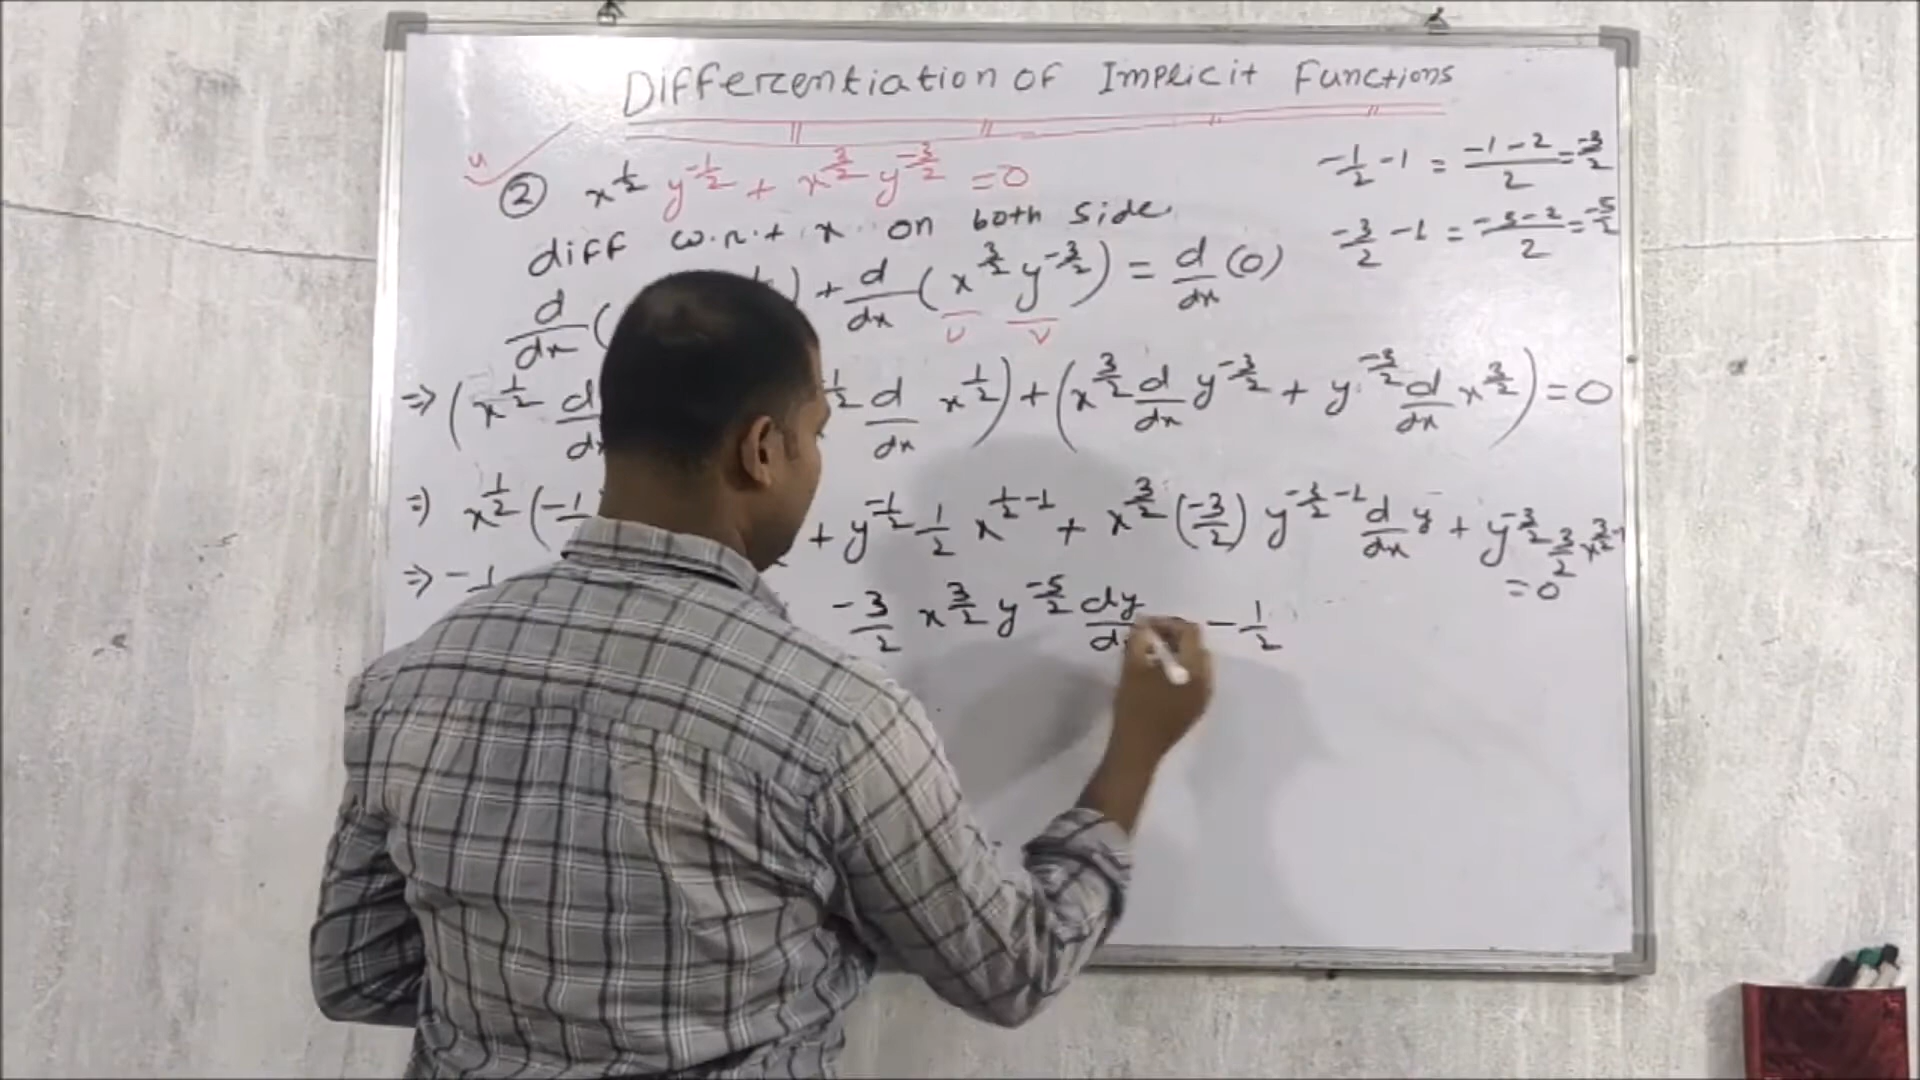 Differentiation of Implicit Functions
② x^{1/2} y^{-1/2} + x^{3/2} y^{-3/2} = 0
diff w.r.t x on both side
d/dx ( ) + d/dx (x^{3/2} y^{-3/2}) = d/dx (0)
U V
⇒ (x^{1/2} d/dx 1/2 d/dx x^{1/2}) + (x^{3/2} d/dx y^{-3/2} + y^{-3/2} d/dx x^{3/2}) = 0
⇒ x^{1/2} (-1 + y^{-1/2} 1/2 x^{1/2 -1} + x^{3/2} (-3/2) y^{-3/2 -1} d/dx y + y^{-3/2} 3/2 x^{3/2 -1}
= 0
⇒ -1 -3/2 x^{3/2} y^{-5/2} dy/dx - 1/2
-1/2 -1 = -1-2/2 = -3/2
-3/2 -1 = -3-2/2 = -5/2